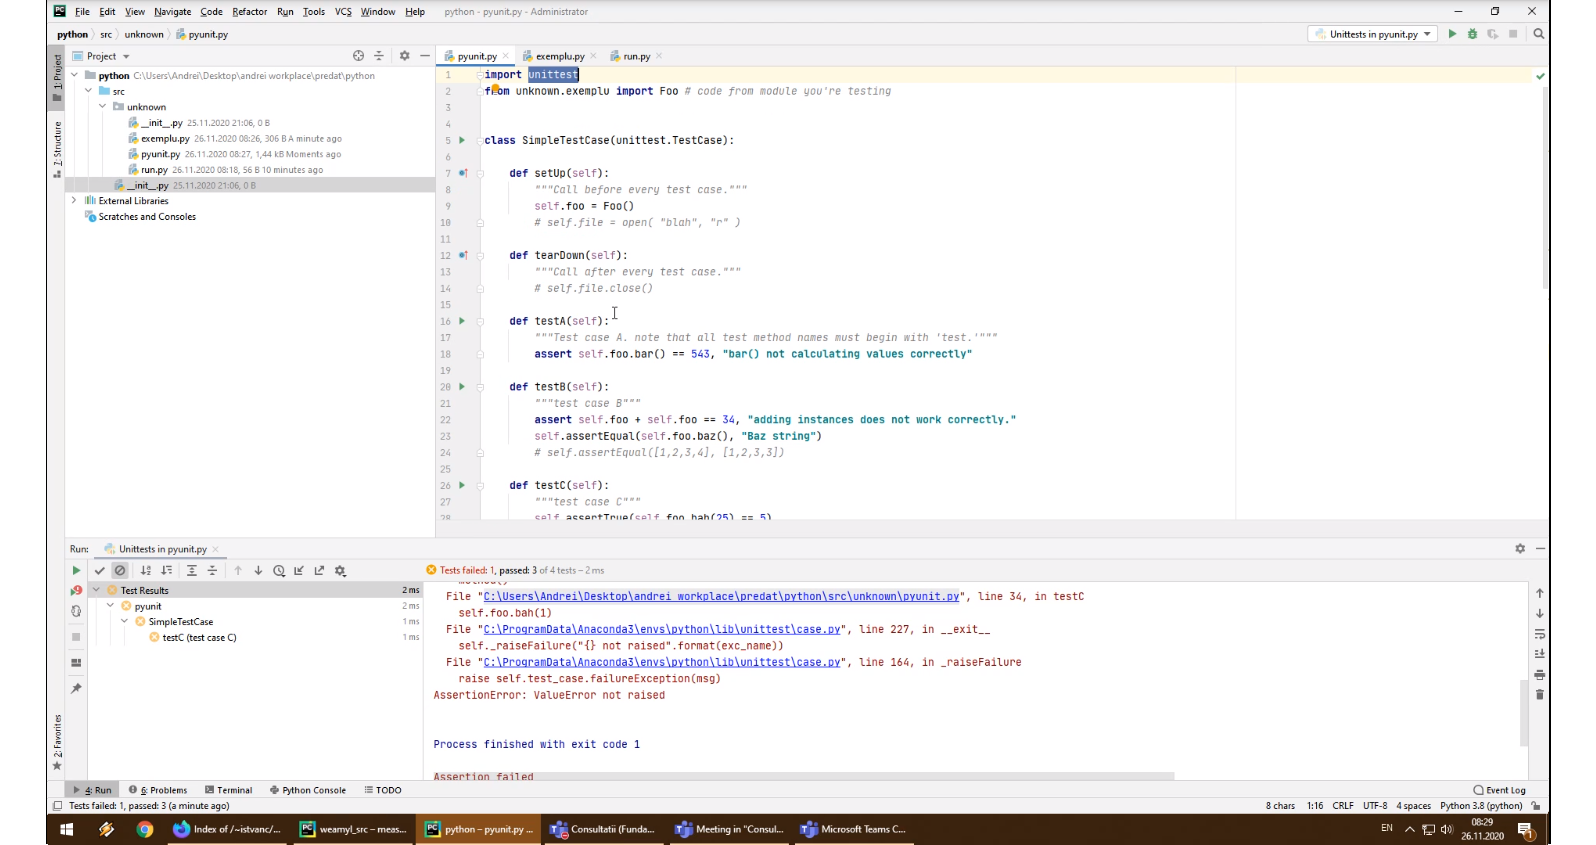 File Edit View Navigate Code Refactor Run Tools VCS Window Help python - pyunit.py - Administrator
python src unknown pyunit.py Unittests in pyunit.py
Project pyunit.py exemplu.py run.py
1: Project
7: Structure
2: Favorites
python C:\Users\Andrei\Desktop\andrei workplace\predat\python
src
unknown
__init__.py 25.11.2020 21:06, 0 B
exemplu.py 26.11.2020 08:26, 306 B A minute ago
pyunit.py 26.11.2020 08:27, 1,44 kB Moments ago
run.py 26.11.2020 08:18, 56 B 10 minutes ago
__init__.py 25.11.2020 21:06, 0 B
External Libraries
Scratches and Consoles
1 import unittest
2 from unknown.exemplu import Foo # code from module you're testing
3
4
5 class SimpleTestCase(unittest.TestCase):
6
7 def setUp(self):
8 """Call before every test case."""
9 self.foo = Foo()
10 # self.file = open( "blah", "r" )
11
12 def tearDown(self):
13 """Call after every test case."""
14 # self.file.close()
15
16 def testA(self):
17 """Test case A. note that all test method names must begin with 'test.'"""
18 assert self.foo.bar() == 543, "bar() not calculating values correctly"
19
20 def testB(self):
21 """test case B"""
22 assert self.foo + self.foo == 34, "adding instances does not work correctly."
23 self.assertEqual(self.foo.baz(), "Baz string")
24 # self.assertEqual([1,2,3,4], [1,2,3,3])
25
26 def testC(self):
27 """test case C"""
28 self.assertTrue(self.foo.bah(25) == 5)
Run: Unittests in pyunit.py
Tests failed: 1, passed: 3 of 4 tests – 2 ms
Test Results 2 ms
pyunit 2 ms
SimpleTestCase 1 ms
testC (test case C) 1 ms
method()
File "C:\Users\Andrei\Desktop\andrei workplace\predat\python\src\unknown\pyunit.py", line 34, in testC
self.foo.bah(1)
File "C:\ProgramData\Anaconda3\envs\python\lib\unittest\case.py", line 227, in __exit__
self._raiseFailure("{} not raised".format(exc_name))
File "C:\ProgramData\Anaconda3\envs\python\lib\unittest\case.py", line 164, in _raiseFailure
raise self.test_case.failureException(msg)
AssertionError: ValueError not raised
Process finished with exit code 1
Assertion failed
4: Run 6: Problems Terminal Python Console TODO Event Log
Tests failed: 1, passed: 3 (a minute ago) 8 chars 1:16 CRLF UTF-8 4 spaces Python 3.8 (python)
Index of /~istvanc/... weamyl_src – meas... python – pyunit.py ... Consultatii (Funda... Meeting in "Consul... Microsoft Teams C... EN 08:29
26.11.2020
1